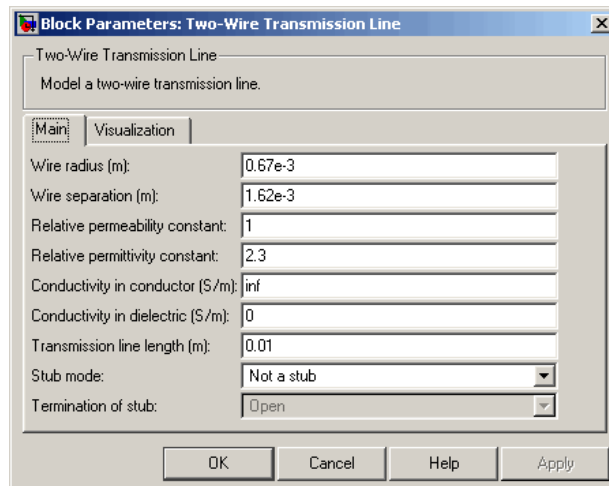 Block Parameters: Two-Wire Transmission Line
Two-Wire Transmission Line
Model a two-wire transmission line.
Main Visualization
Wire radius (m): 0.67e-3
Wire separation (m): 1.62e-3
Relative permeability constant: 1
Relative permittivity constant: 2.3
Conductivity in conductor (S/m): inf
Conductivity in dielectric (S/m): 0
Transmission line length (m): 0.01
Stub mode: Not a stub
Termination of stub: Open
OK Cancel Help Apply